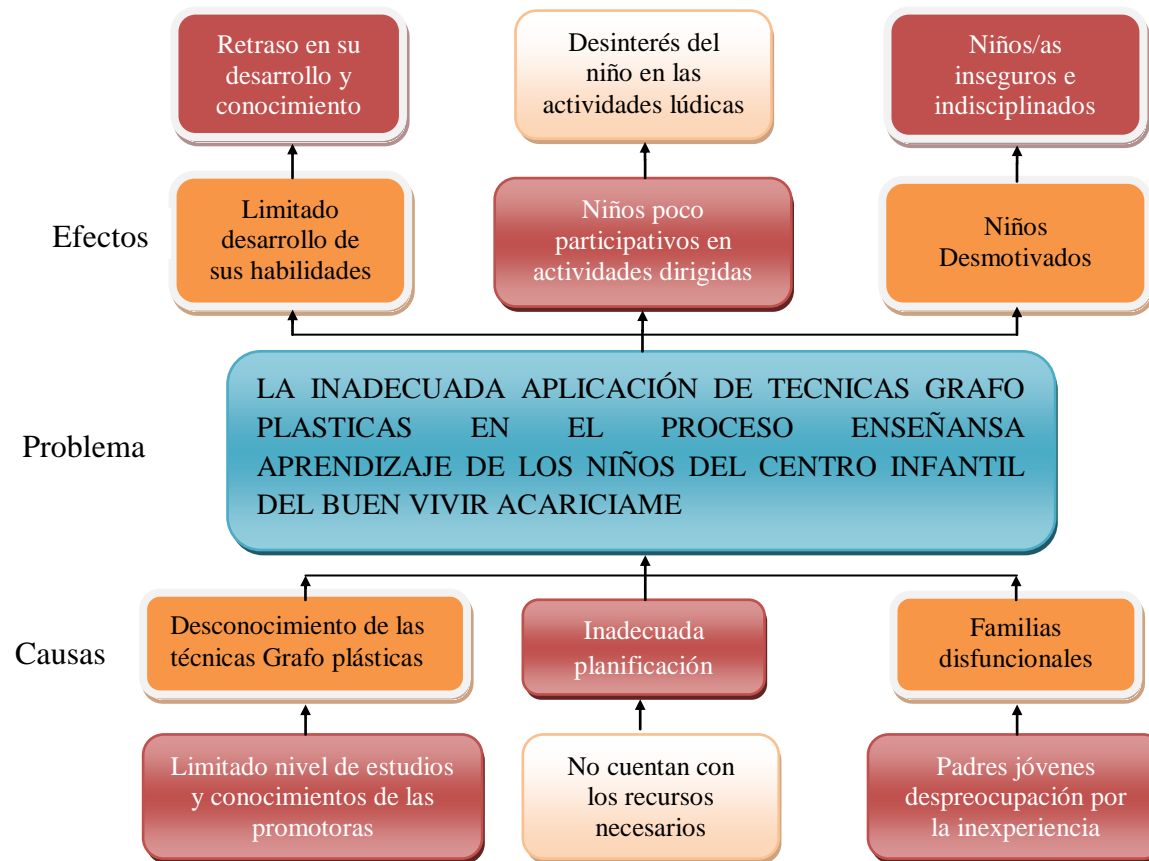 Retraso en su
desarrollo y
conocimiento
Desinterés del
niño en las
actividades lúdicas
Niños/as
inseguros e
indisciplinados
Efectos
Limitado
desarrollo de
sus habilidades
Niños poco
participativos en
actividades dirigidas
Niños
Desmotivados
Problema
LA INADECUADA APLICACIÓN DE TECNICAS GRAFO
PLASTICAS EN EL PROCESO ENSEÑANSA
APRENDIZAJE DE LOS NIÑOS DEL CENTRO INFANTIL
DEL BUEN VIVIR ACARICIAME
Causas
Desconocimiento de las
técnicas Grafo plásticas
Inadecuada
planificación
Familias
disfuncionales
Limitado nivel de estudios
y conocimientos de las
promotoras
No cuentan con
los recursos
necesarios
Padres jóvenes
despreocupación por
la inexperiencia